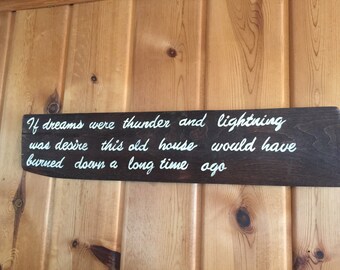 If dreams were thunder and lightning
was desire this old house would have
burned down a long time ago